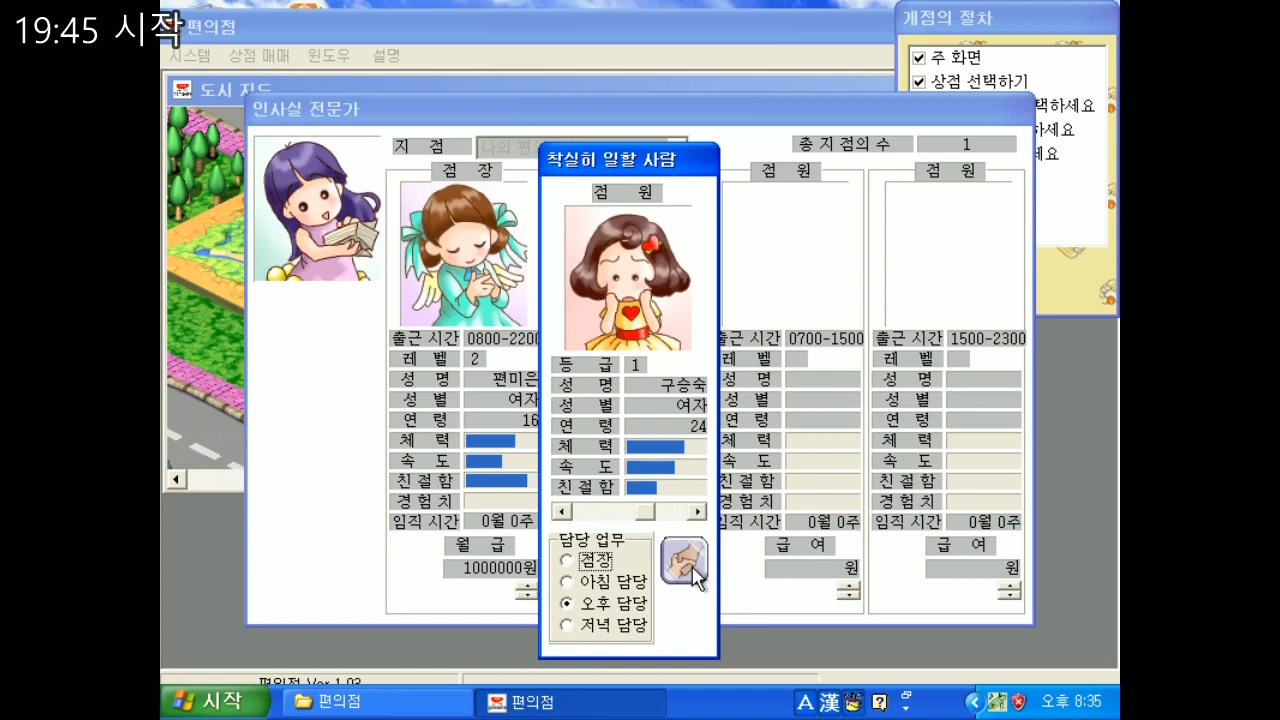 19:45 시작
편의점
시스템 상점 매매 윈도우 설명
도시 지도
개점의 절차
주 화면
상점 선택하기
택하세요
하세요
세요
인사실 전문가
지 점
총 지 점의 수 1
점 장
출근 시간 0800-2200
레 벨 2
성 명 편미은
성 별 여자
연 령 16
체 력
속 도
친 절 함
경 험 치
임직 시간 0월 0주
월 급
1000000원
착실히 일할 사람
점 원
등 급 1
성 명 구승숙
성 별 여자
연 령 24
체 력
속 도
친 절 함
담당 업무
점장
아침 담당
오후 담당
저녁 담당
점 원
출근 시간 0700-1500
레 벨
성 명
성 별
연 령
체 력
속 도
친 절 함
경 험 치
임직 시간 0월 0주
급 여
원
점 원
출근 시간 1500-2300
레 벨
성 명
성 별
연 령
체 력
속 도
친 절 함
경 험 치
임직 시간 0월 0주
급 여
원
편의점 Ver 1.03
시작 편의점 편의점 A 漢 오후 8:35